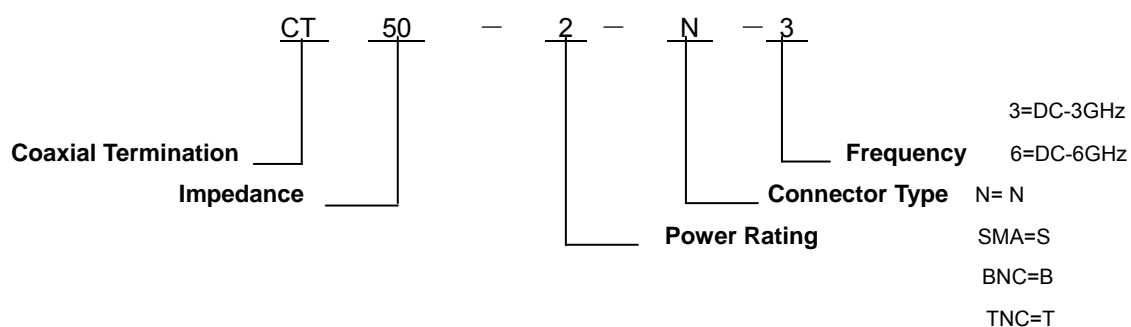 CT 50 — 2 — N — 3
3=DC-3GHz
Coaxial Termination Frequency 6=DC-6GHz
Impedance Connector Type N= N
Power Rating SMA=S
BNC=B
TNC=T